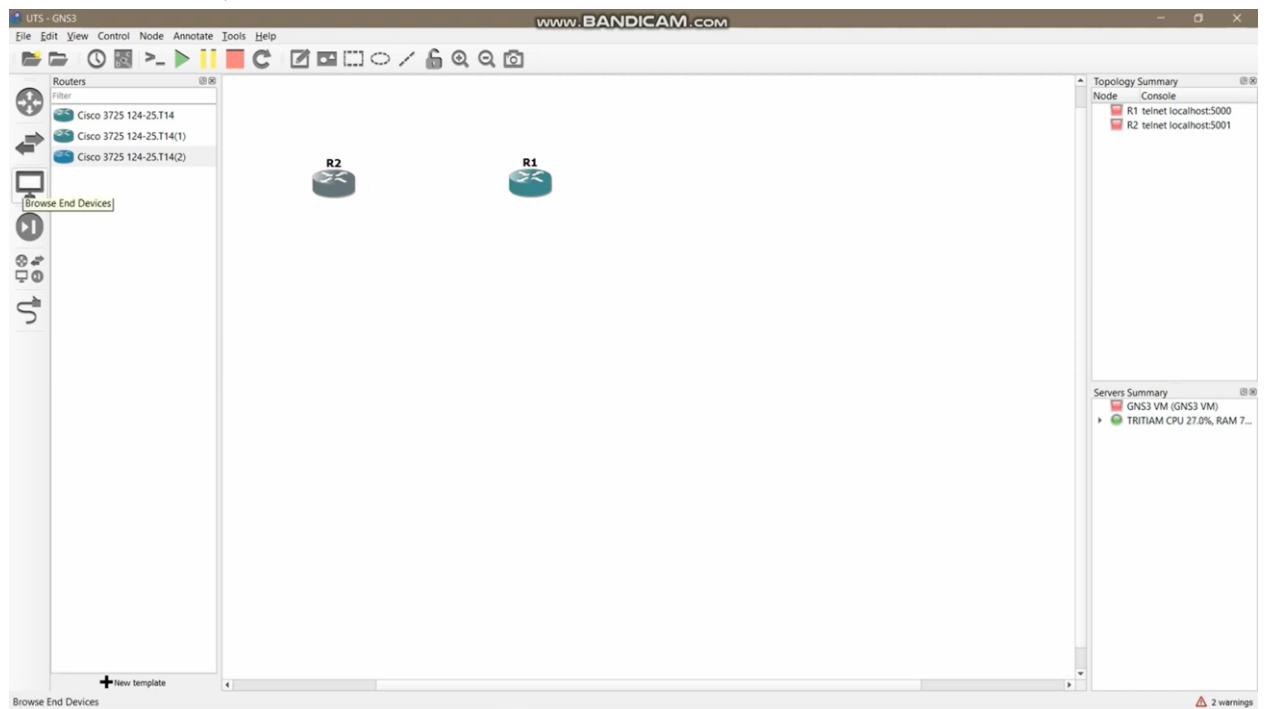 UTS - GNS3
www.BANDICAM.com
File Edit View Control Node Annotate Tools Help
Routers
Filter
Cisco 3725 124-25.T14
Cisco 3725 124-25.T14(1)
Cisco 3725 124-25.T14(2)
Browse End Devices
New template
R2
R1
Topology Summary
Node Console
R1 telnet localhost:5000
R2 telnet localhost:5001
Servers Summary
GNS3 VM (GNS3 VM)
TRITIAM CPU 27.0%, RAM 7...
Browse End Devices
2 warnings